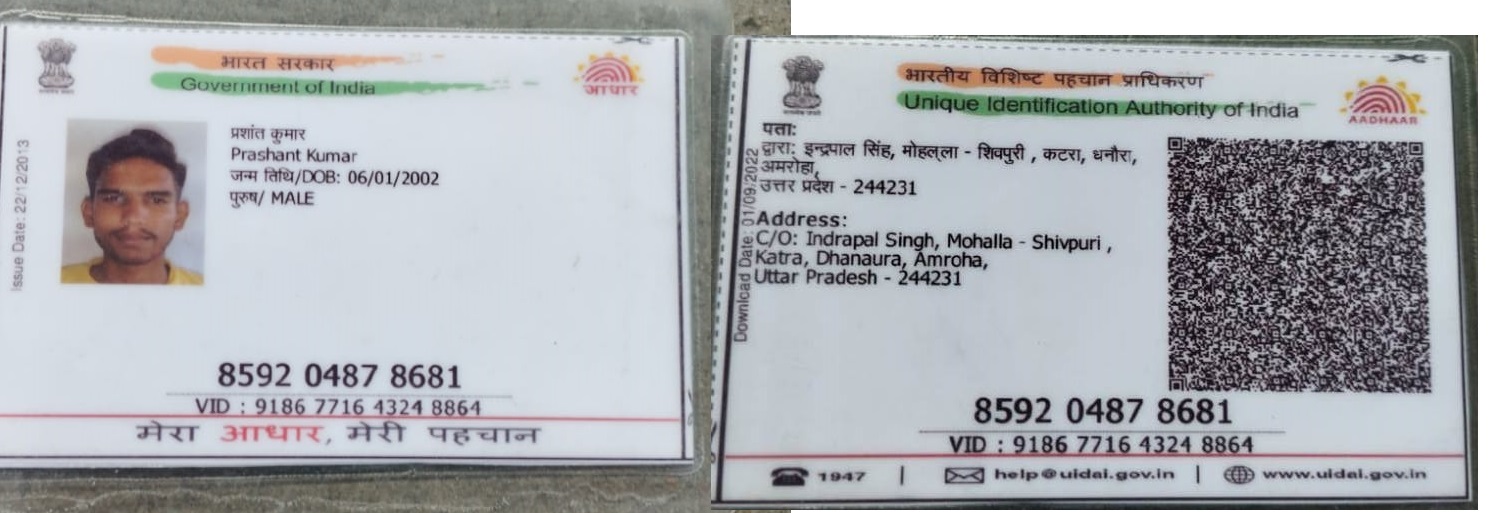 भारत सरकार
Government of India
आधार
Issue Date: 22/12/2013
प्रशांत कुमार
Prashant Kumar
जन्म तिथि/DOB: 06/01/2002
पुरुष/ MALE
8592 0487 8681
VID : 9186 7716 4324 8864
मेरा आधार, मेरी पहचान
भारतीय विशिष्ट पहचान प्राधिकरण
Unique Identification Authority of India
AADHAAR
Download Date: 01/09/2022
पता:
द्वारा: इन्द्रपाल सिंह, मोहल्ला - शिवपुरी , कटरा, धनौरा,
अमरोहा,
उत्तर प्रदेश - 244231
Address:
C/O: Indrapal Singh, Mohalla - Shivpuri ,
Katra, Dhanaura, Amroha,
Uttar Pradesh - 244231
8592 0487 8681
VID : 9186 7716 4324 8864
1947 | help@uidai.gov.in | www.uidai.gov.in